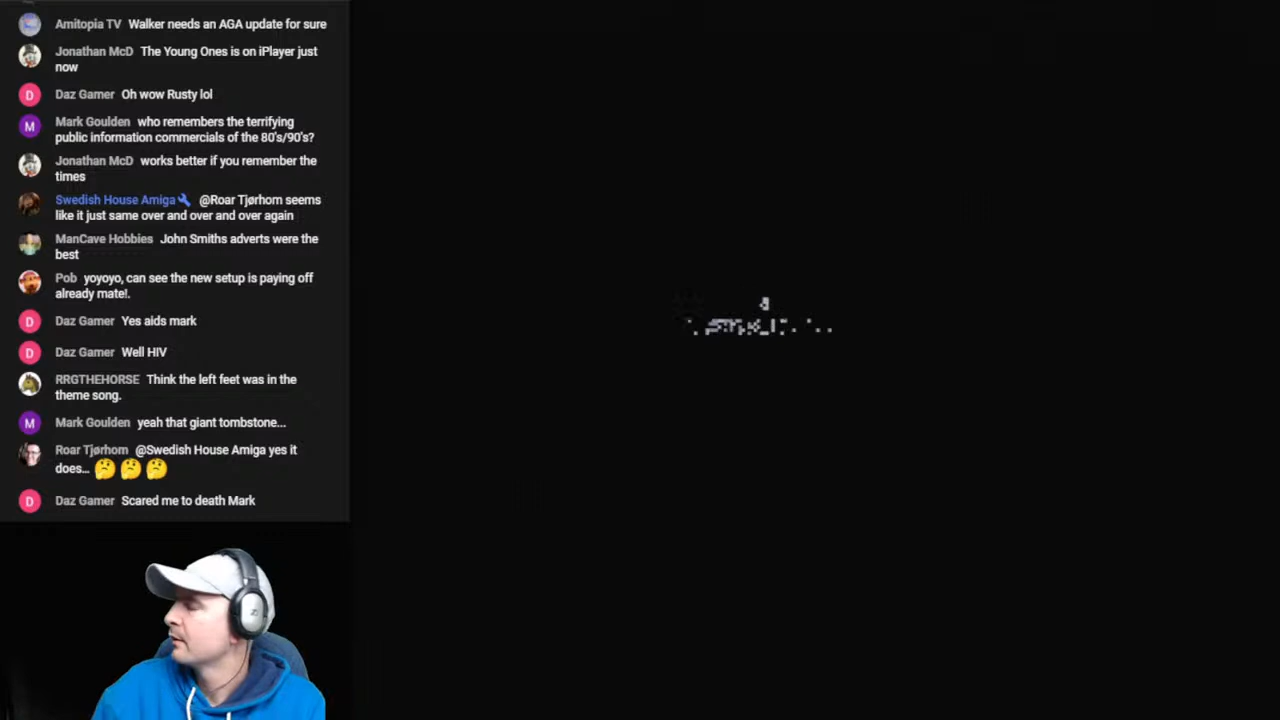 Amitopia TV Walker needs an AGA update for sure
Jonathan McD The Young Ones is on iPlayer just
now
Daz Gamer Oh wow Rusty lol
Mark Goulden who remembers the terrifying
public information commercials of the 80's/90's?
Jonathan McD works better if you remember the
times
Swedish House Amiga @Roar Tjørhom seems
like it just same over and over and over again
ManCave Hobbies John Smiths adverts were the
best
Pob yoyoyo, can see the new setup is paying off
already mate!.
Daz Gamer Yes aids mark
Daz Gamer Well HIV
RRGTHEHORSE Think the left feet was in the
theme song.
Mark Goulden yeah that giant tombstone...
Roar Tjørhom @Swedish House Amiga yes it
does... 🤔 🤔 🤔
Daz Gamer Scared me to death Mark